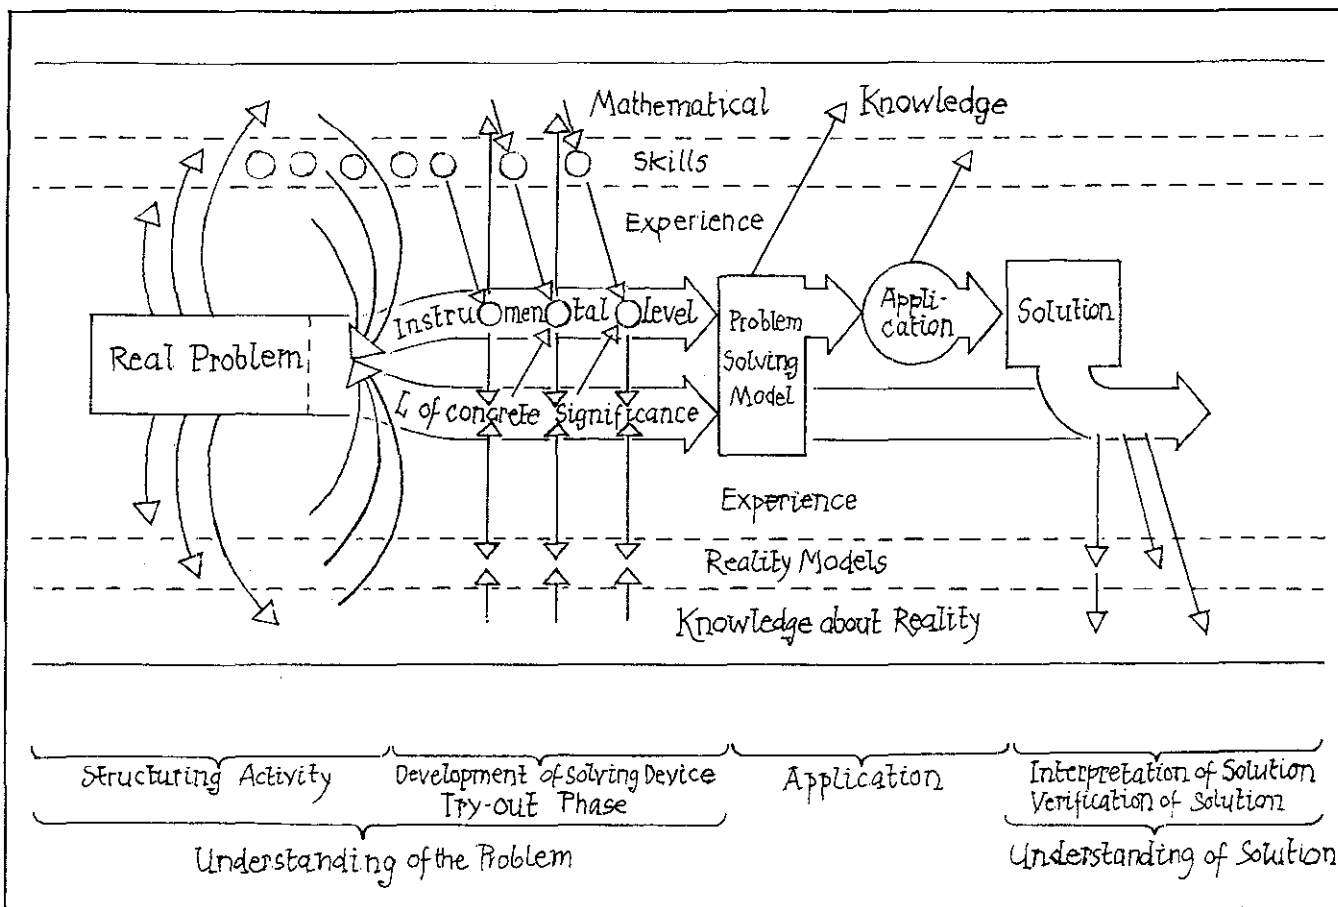 Mathematical Knowledge
Skills
Experience
Instrumental level
Real Problem
L of concrete Significance
Problem
Solving
Model
Appli-
cation
Solution
Experience
Reality Models
Knowledge about Reality
Structuring Activity
Development of Solving Device
Try-out Phase
Application
Interpretation of Solution
Verification of Solution
Understanding of the Problem
Understanding of Solution